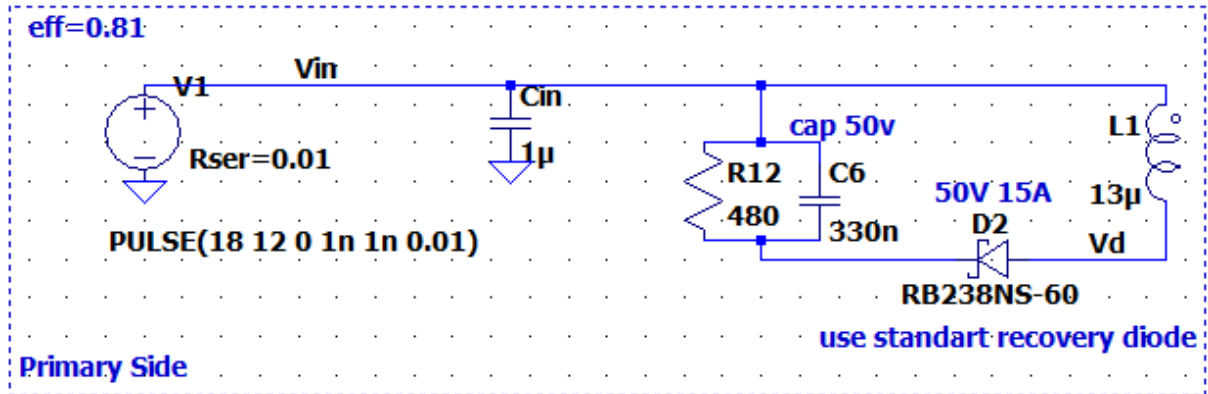 eff=0.81
V1
Vin
Rser=0.01
PULSE(18 12 0 1n 1n 0.01)
Cin
1µ
cap 50v
R12
480
C6
330n
50V 15A
D2
RB238NS-60
L1
13µ
Vd
use standart recovery diode
Primary Side